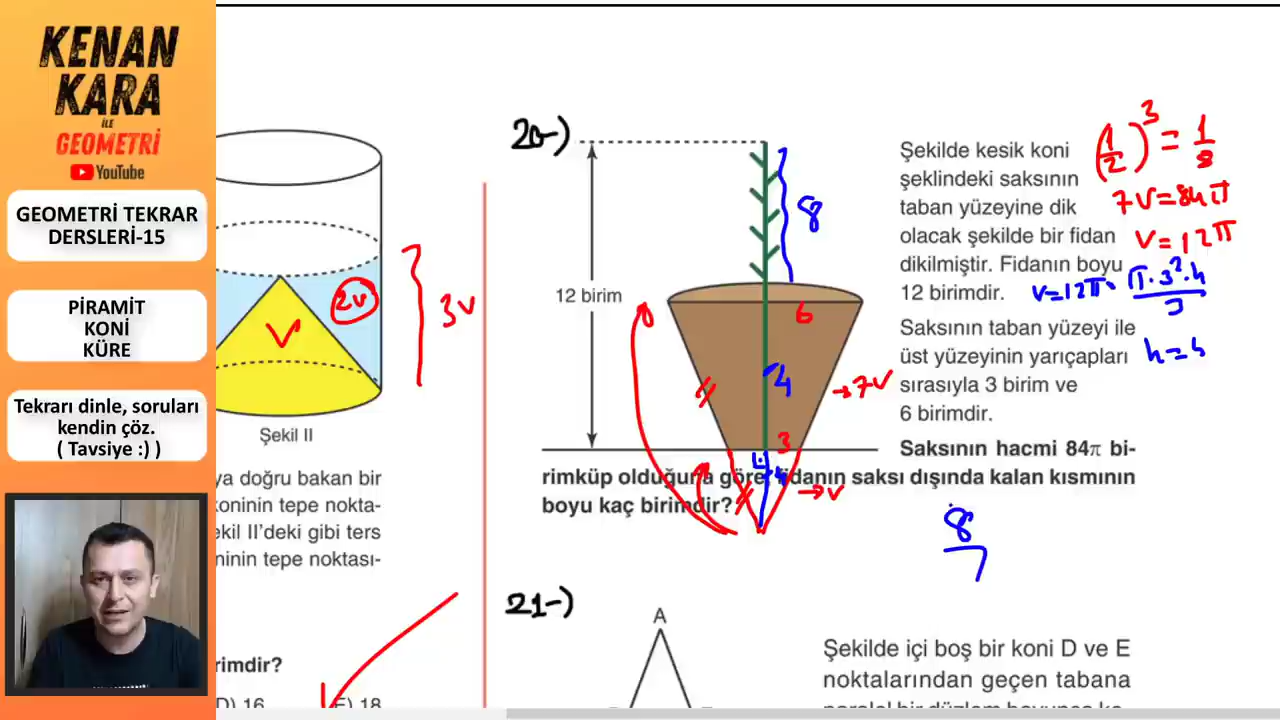 KENAN
KARA
İLE
GEOMETRİ
YouTube
GEOMETRİ TEKRAR
DERSLERİ-15
PİRAMİT
KONİ
KÜRE
Tekrarı dinle, soruları
kendin çöz.
( Tavsiye :) )
2V
V
3V
Şekil II
ya doğru bakan bir
koninin tepe nokta-
ekil II'deki gibi ters
ninin tepe noktası-
rimdir?
D) 16 E) 18
20-)
12 birim
8
6
4
3
→7V
→V
Şekilde kesik koni
şeklindeki saksının
taban yüzeyine dik
olacak şekilde bir fidan
dikilmiştir. Fidanın boyu
12 birimdir.
Saksının taban yüzeyi ile
üst yüzeyinin yarıçapları
sırasıyla 3 birim ve
6 birimdir.
Saksının hacmi 84π bi-
rimküp olduğuna göre, fidanın saksı dışında kalan kısmının
boyu kaç birimdir?
(1/2)³ = 1/8
7V=84π
V=12π
V=12π=π·3²·h/3
h=4
8
21-)
A
Şekilde içi boş bir koni D ve E
noktalarından geçen tabana